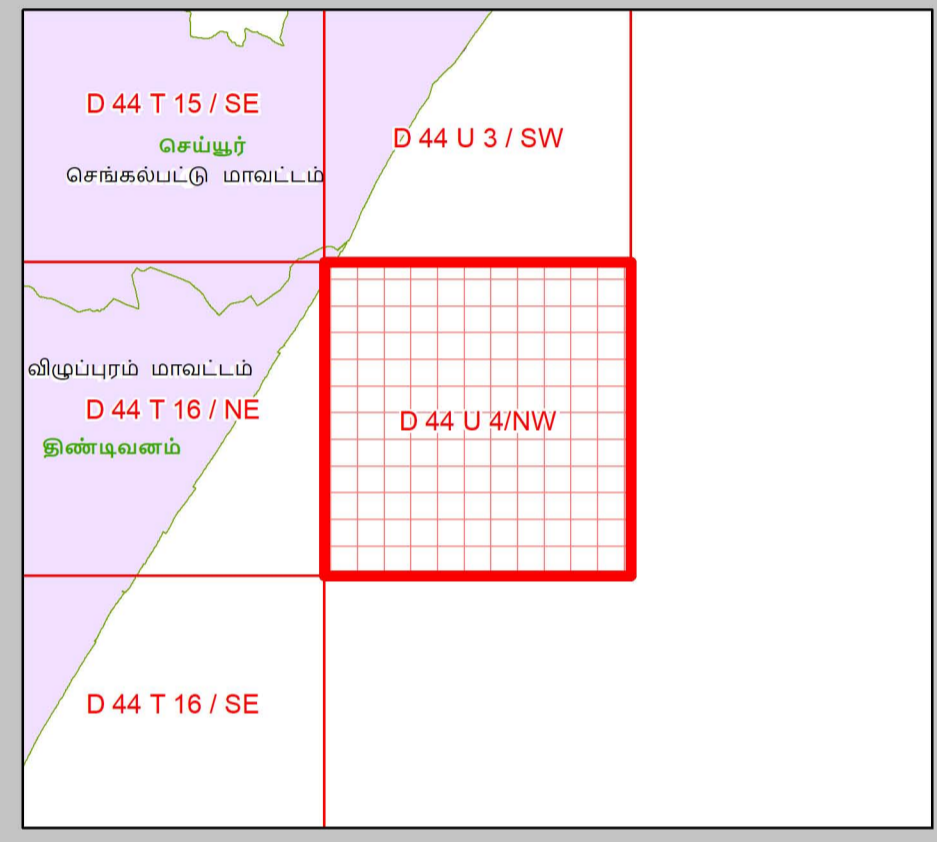 D 44 T 15 / SE
செய்யூர்
செங்கல்பட்டு மாவட்டம்
D 44 U 3 / SW
விழுப்புரம் மாவட்டம்
D 44 T 16 / NE
திண்டிவனம்
D 44 U 4/NW
D 44 T 16 / SE